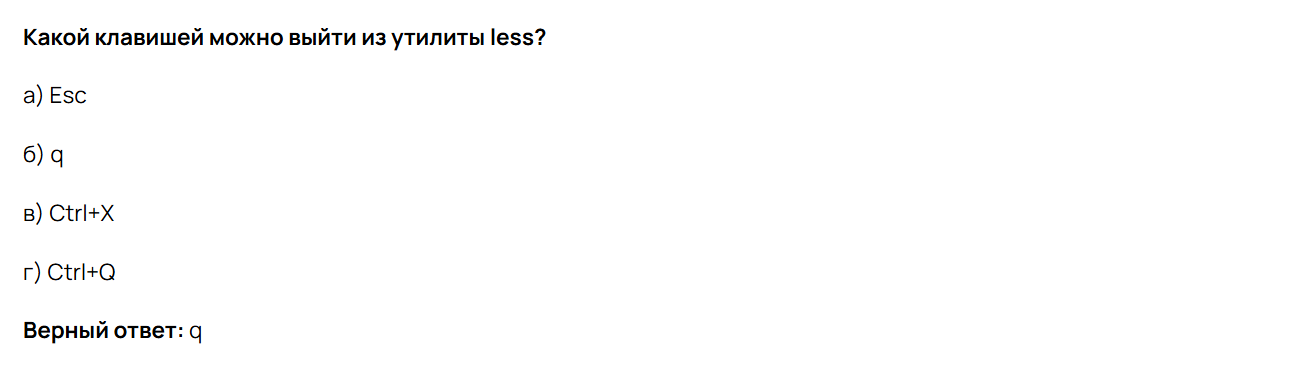 Какой клавишей можно выйти из утилиты less?
а) Esc
б) q
в) Ctrl+X
г) Ctrl+Q
Верный ответ: q